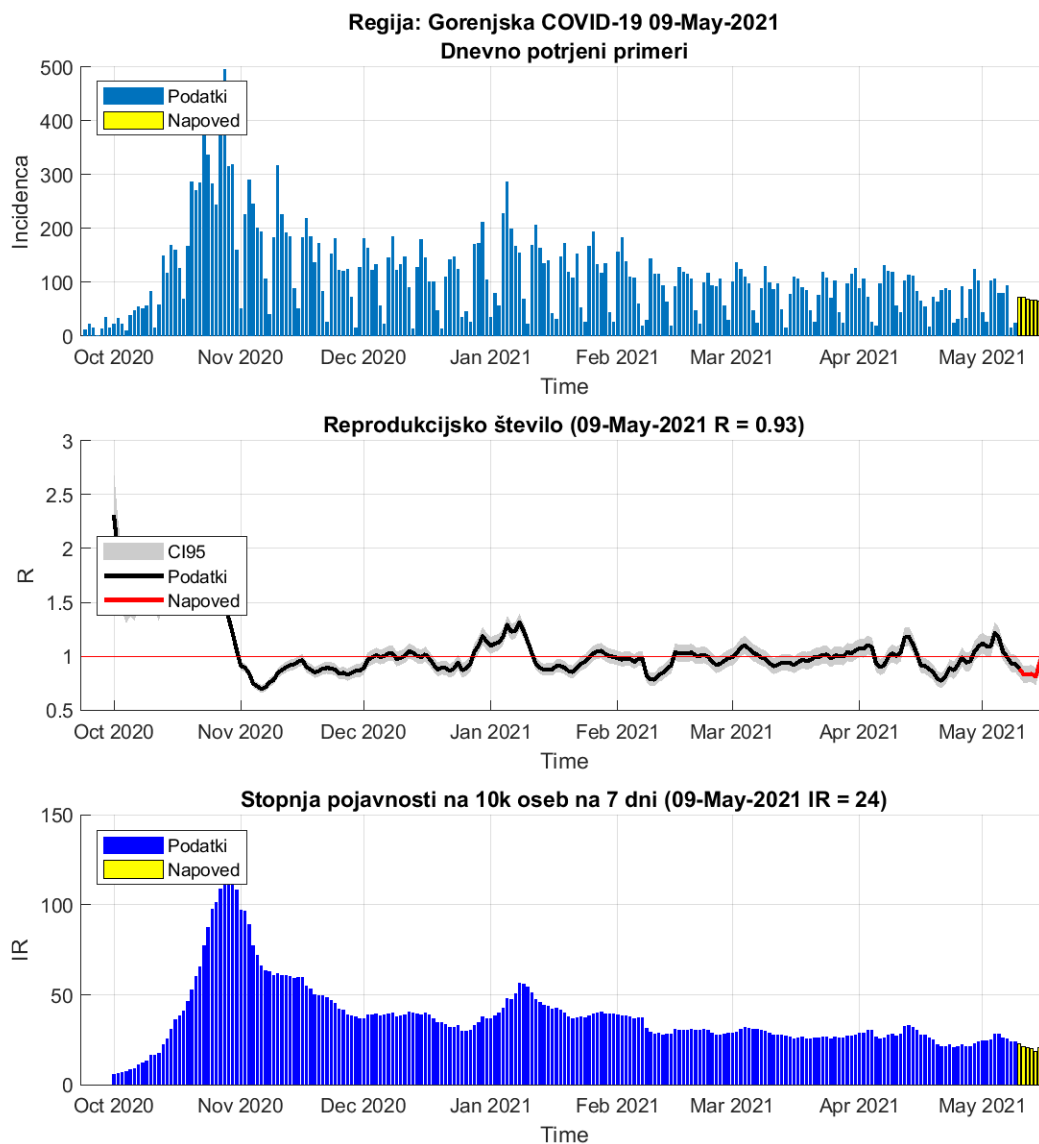 Regija: Gorenjska COVID-19 09-May-2021
Dnevno potrjeni primeri
500
400
300
200
100
0
Incidenca
Podatki
Napoved
Oct 2020 Nov 2020 Dec 2020 Jan 2021 Feb 2021 Mar 2021 Apr 2021 May 2021
Time
Reprodukcijsko število (09-May-2021 R = 0.93)
3
2.5
2
1.5
1
0.5
R
CI95
Podatki
Napoved
Oct 2020 Nov 2020 Dec 2020 Jan 2021 Feb 2021 Mar 2021 Apr 2021 May 2021
Time
Stopnja pojavnosti na 10k oseb na 7 dni (09-May-2021 IR = 24)
150
100
50
0
IR
Podatki
Napoved
Oct 2020 Nov 2020 Dec 2020 Jan 2021 Feb 2021 Mar 2021 Apr 2021 May 2021
Time